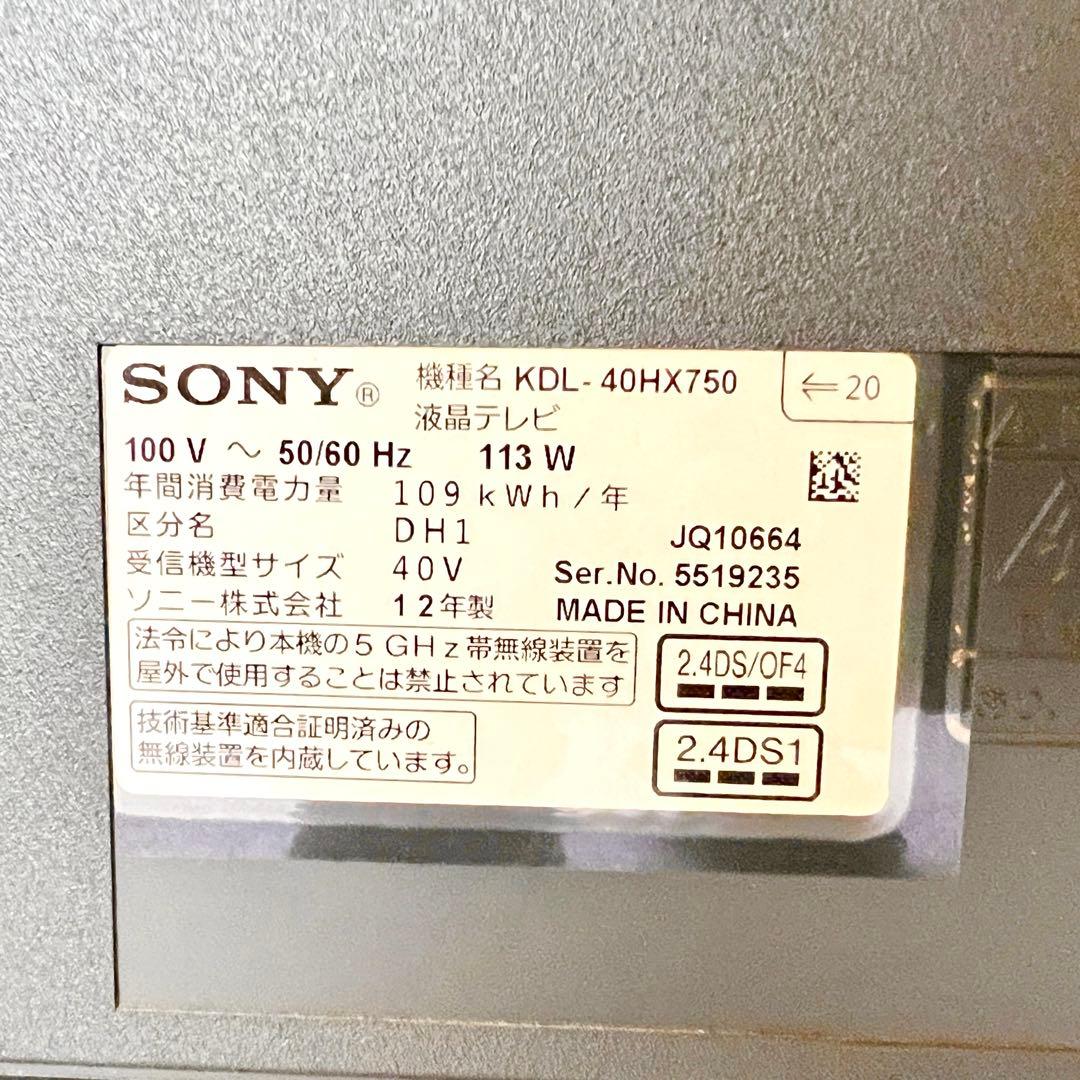 SONY® 機種名 KDL-40HX750
液晶テレビ
⇐20
100 V ～ 50/60 Hz 113 W
年間消費電力量 109kWh/年
区分名 DH1
JQ10664
受信機型サイズ 40V
Ser.No. 5519235
ソニー株式会社 12年製
MADE IN CHINA
法令により本機の5GHz帯無線装置を
屋外で使用することは禁止されています
2.4DS/OF4
技術基準適合証明済みの
無線装置を内蔵しています。
2.4DS1